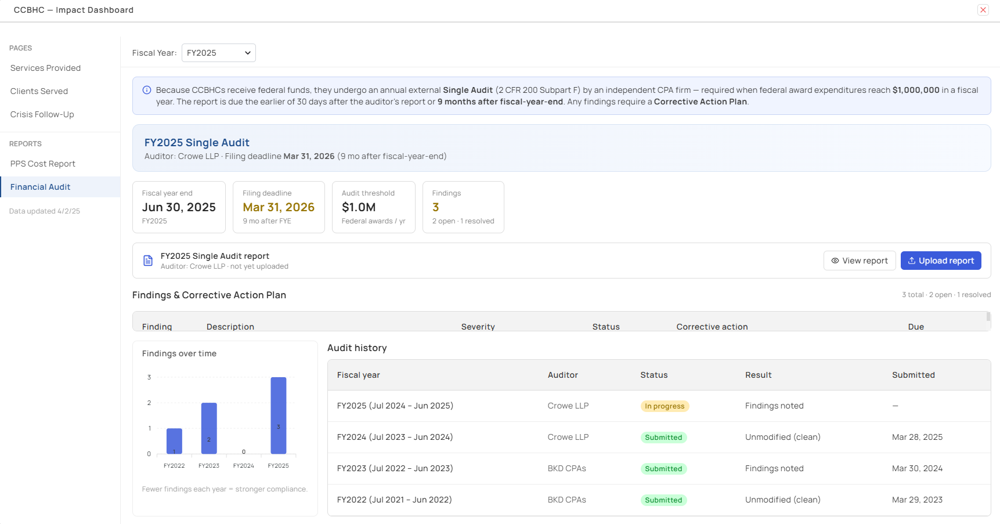 CCBHC — Impact Dashboard
PAGES
Services Provided
Clients Served
Crisis Follow-Up
REPORTS
PPS Cost Report
Financial Audit
Data updated 4/2/25
Fiscal Year: FY2025
Because CCBHCs receive federal funds, they undergo an annual external Single Audit (2 CFR 200 Subpart F) by an independent CPA firm — required when federal award expenditures reach $1,000,000 in a fiscal
year. The report is due the earlier of 30 days after the auditor's report or 9 months after fiscal-year-end. Any findings require a Corrective Action Plan.
FY2025 Single Audit
Auditor: Crowe LLP · Filing deadline Mar 31, 2026 (9 mo after fiscal-year-end)
Fiscal year end
Jun 30, 2025
FY2025
Filing deadline
Mar 31, 2026
9 mo after FYE
Audit threshold
$1.0M
Federal awards / yr
Findings
3
2 open · 1 resolved
FY2025 Single Audit report
Auditor: Crowe LLP · not yet uploaded
View report
Upload report
Findings & Corrective Action Plan
3 total · 2 open · 1 resolved
Finding Description Severity Status Corrective action Due
Findings over time
3
2
1
0
1
2
0
3
FY2022 FY2023 FY2024 FY2025
Fewer findings each year = stronger compliance.
Audit history
Fiscal year Auditor Status Result Submitted
FY2025 (Jul 2024 – Jun 2025) Crowe LLP In progress Findings noted —
FY2024 (Jul 2023 – Jun 2024) Crowe LLP Submitted Unmodified (clean) Mar 28, 2025
FY2023 (Jul 2022 – Jun 2023) BKD CPAs Submitted Findings noted Mar 30, 2024
FY2022 (Jul 2021 – Jun 2022) BKD CPAs Submitted Unmodified (clean) Mar 29, 2023